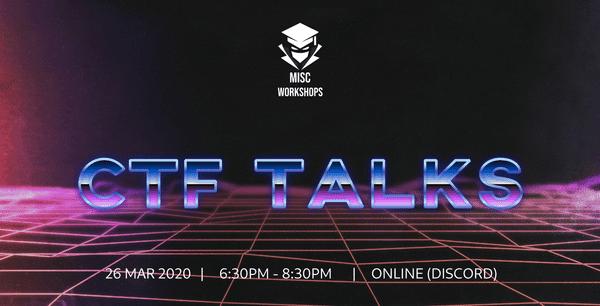 MISC
WORKSHOPS
CTF TALKS
26 MAR 2020 | 6:30PM - 8:30PM | ONLINE (DISCORD)